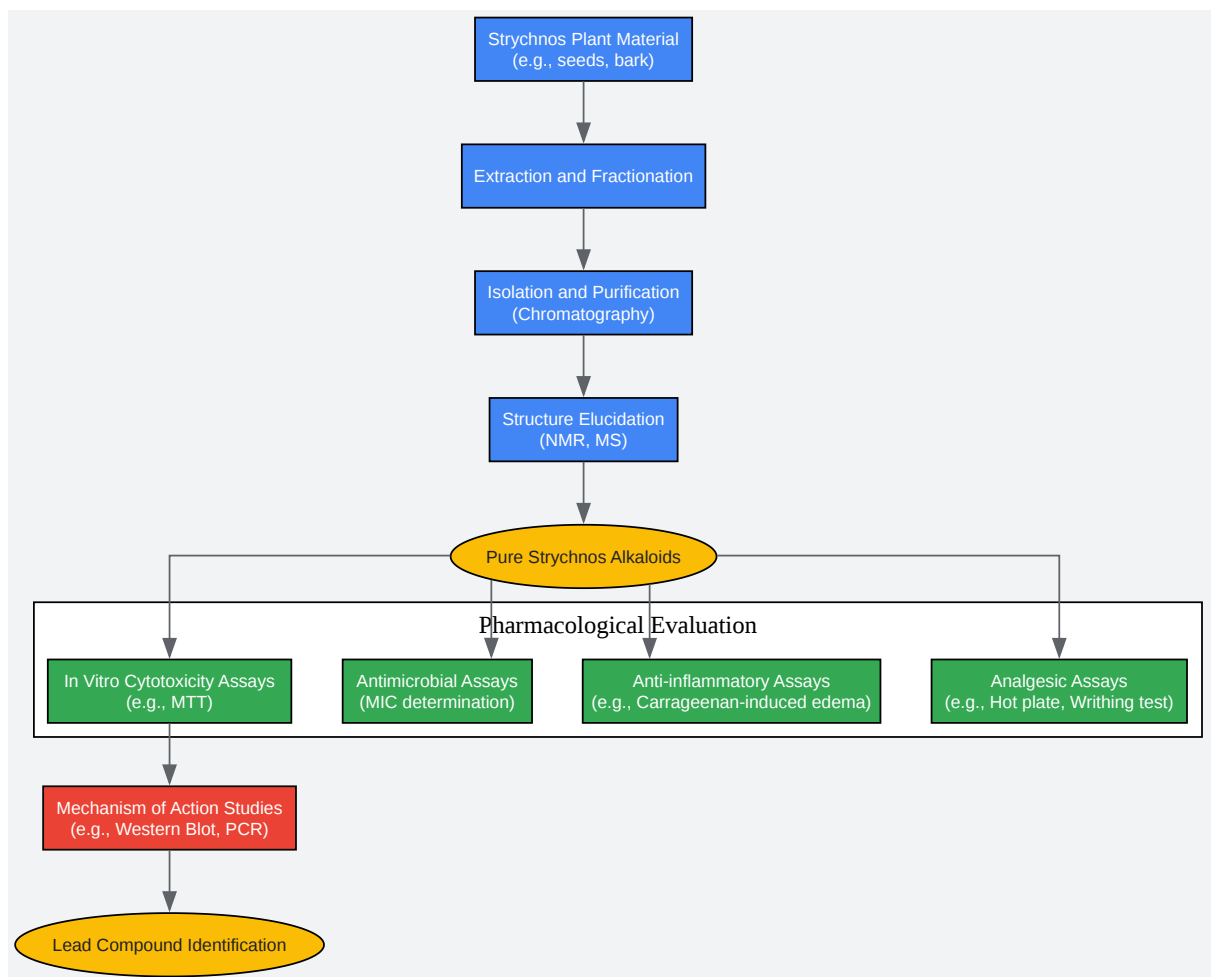 Strychnos Plant Material
(e.g., seeds, bark)
Extraction and Fractionation
Isolation and Purification
(Chromatography)
Structure Elucidation
(NMR, MS)
Pure Strychnos Alkaloids
Pharmacological Evaluation
In Vitro Cytotoxicity Assays
(e.g., MTT)
Antimicrobial Assays
(MIC determination)
Anti-inflammatory Assays
(e.g., Carrageenan-induced edema)
Analgesic Assays
(e.g., Hot plate, Writhing test)
Mechanism of Action Studies
(e.g., Western Blot, PCR)
Lead Compound Identification